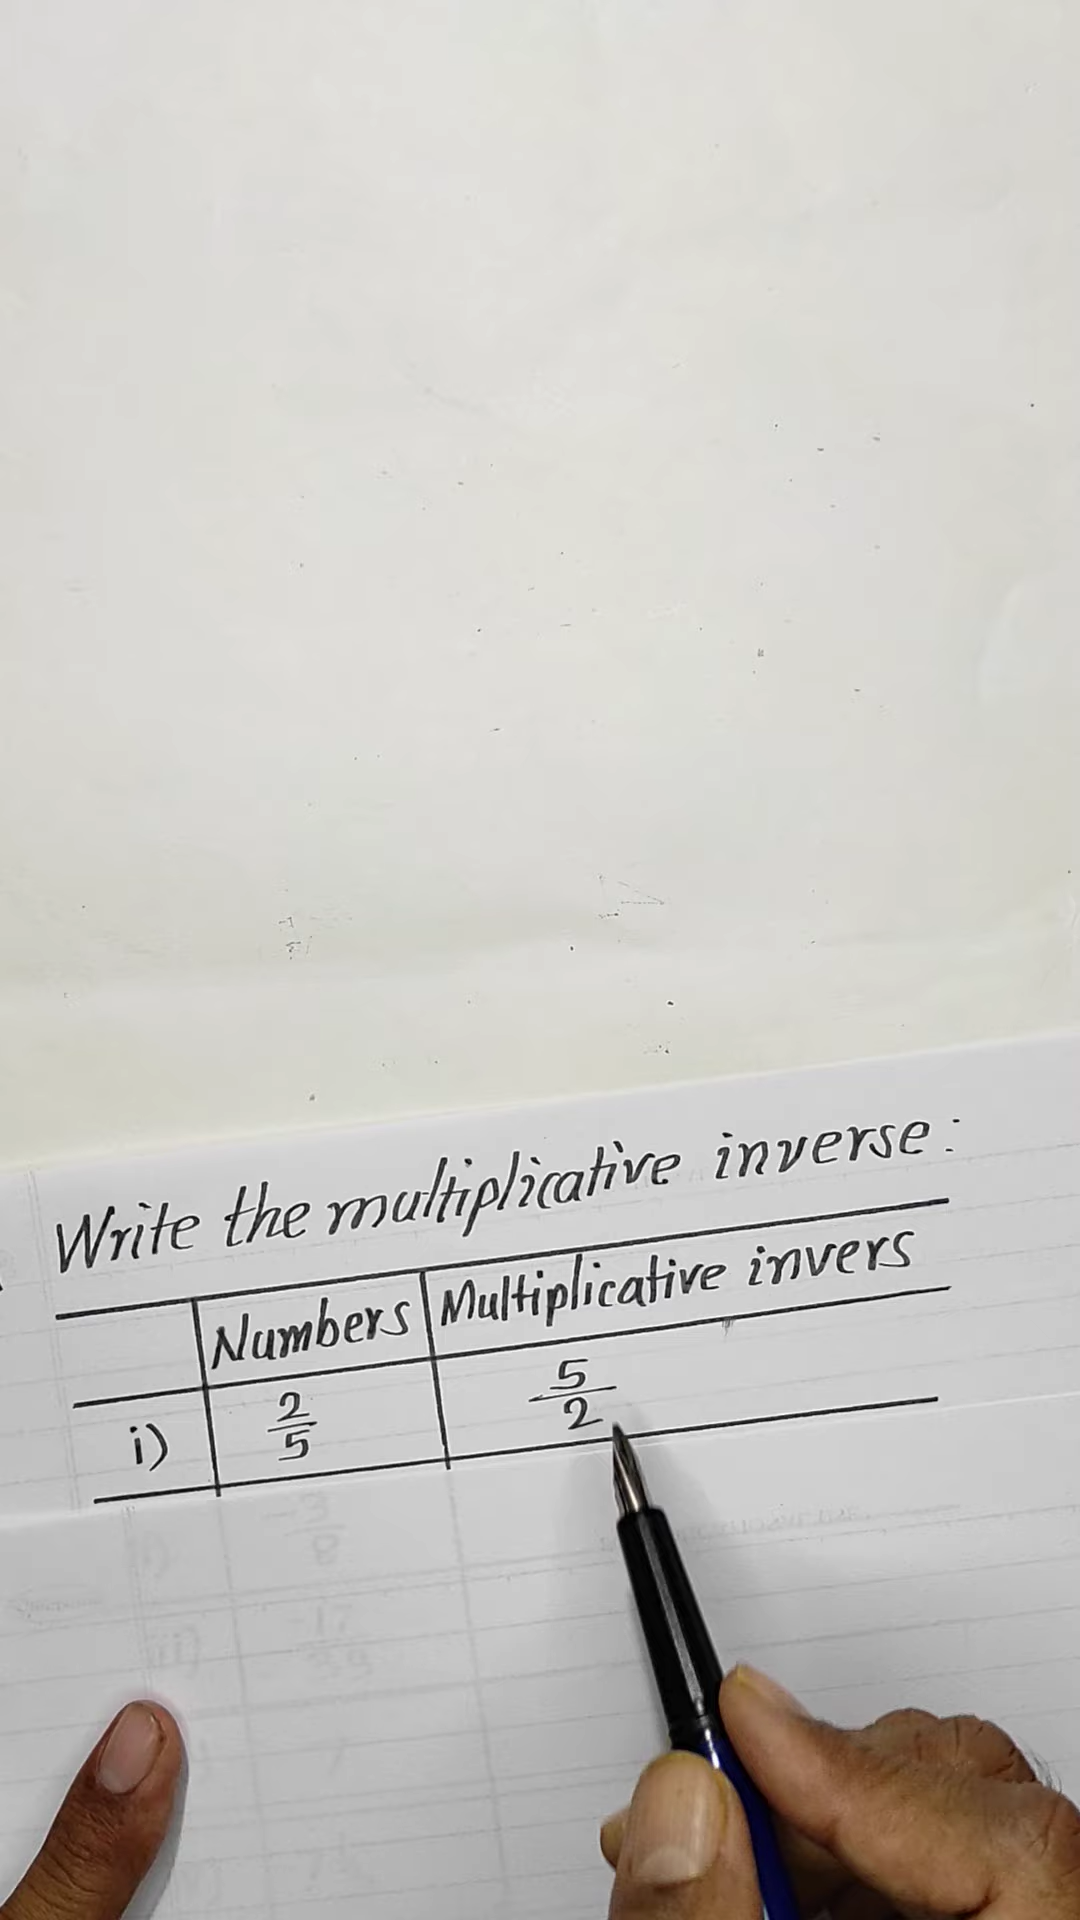 Write the multiplicative inverse:
Numbers Multiplicative invers
i) 2/5 5/2